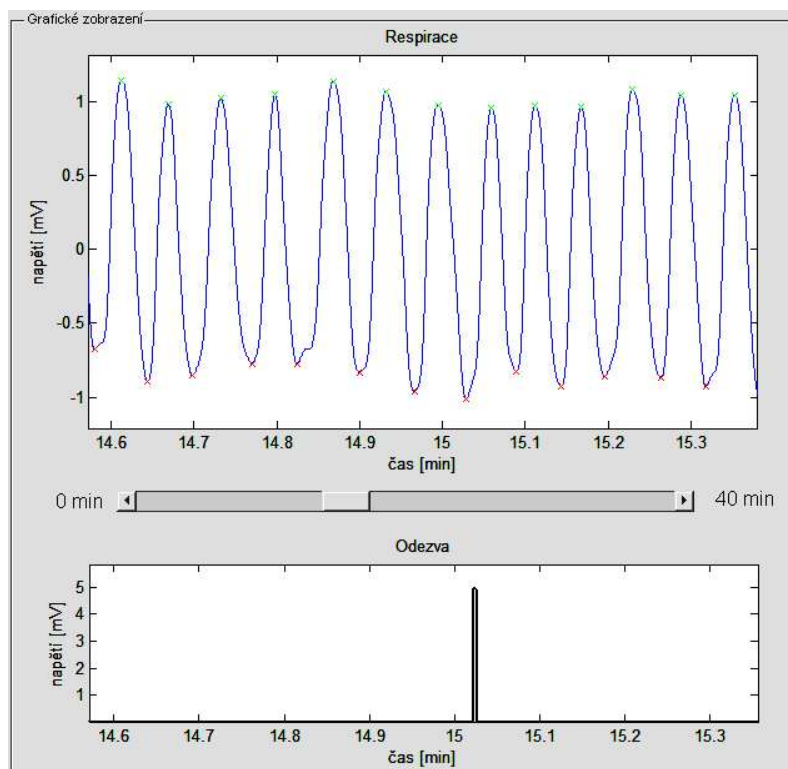 Grafické zobrazení
Respirace
napětí [mV]
1
0.5
0
-0.5
-1
14.6 14.7 14.8 14.9 15 15.1 15.2 15.3
čas [min]
0 min 40 min
Odezva
napětí [mV]
5
4
3
2
1
14.6 14.7 14.8 14.9 15 15.1 15.2 15.3
čas [min]